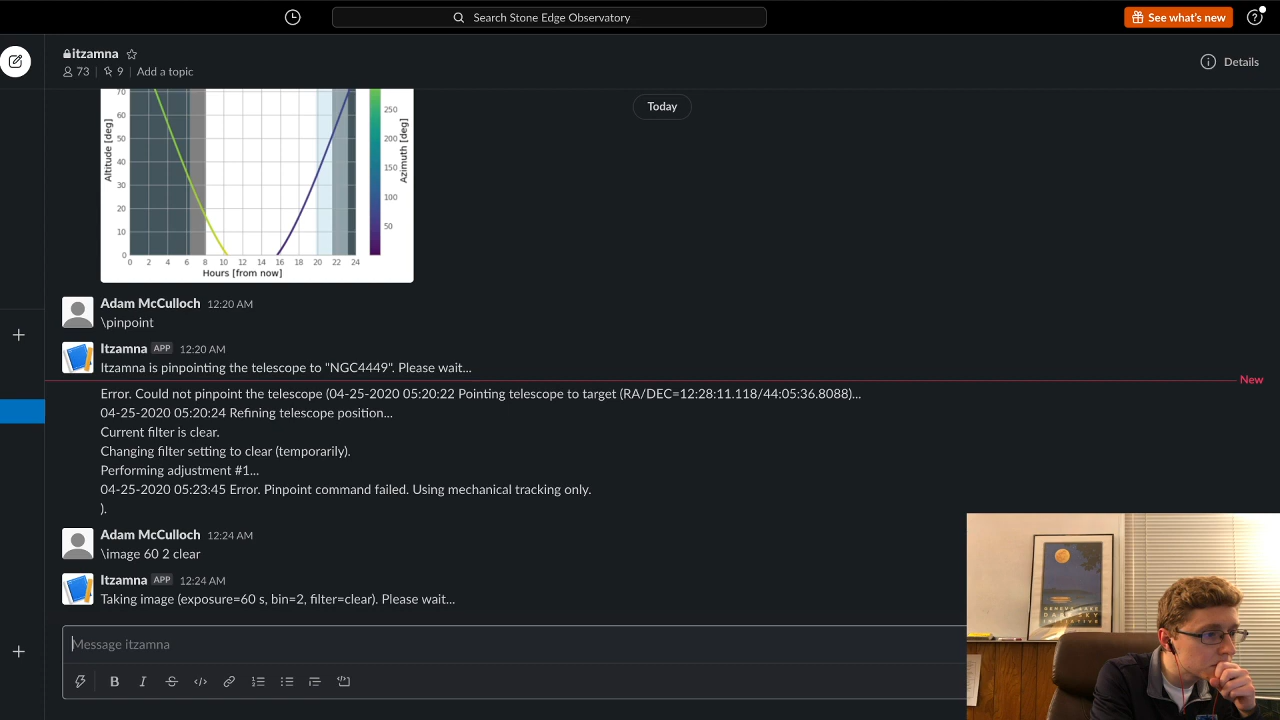 Search Stone Edge Observatory
See what's new
itzamna
73 | 9 | Add a topic
Details
Today
70
60
50
40
30
20
10
0
Altitude [deg]
0 2 4 6 8 10 12 14 16 18 20 22 24
Hours [from now]
250
200
150
100
50
Azimuth [deg]
Adam McCulloch 12:20 AM
\pinpoint
Itzamna APP 12:20 AM
Itzamna is pinpointing the telescope to "NGC4449". Please wait...
New
Error. Could not pinpoint the telescope (04-25-2020 05:20:22 Pointing telescope to target (RA/DEC=12:28:11.118/44:05:36.8088)...
04-25-2020 05:20:24 Refining telescope position...
Current filter is clear.
Changing filter setting to clear (temporarily).
Performing adjustment #1...
04-25-2020 05:23:45 Error. Pinpoint command failed. Using mechanical tracking only.
).
Adam McCulloch 12:24 AM
\image 60 2 clear
Itzamna APP 12:24 AM
Taking image (exposure=60 s, bin=2, filter=clear). Please wait...
Message itzamna
GENEVA LAKE
DARK SKY
INITIATIVE